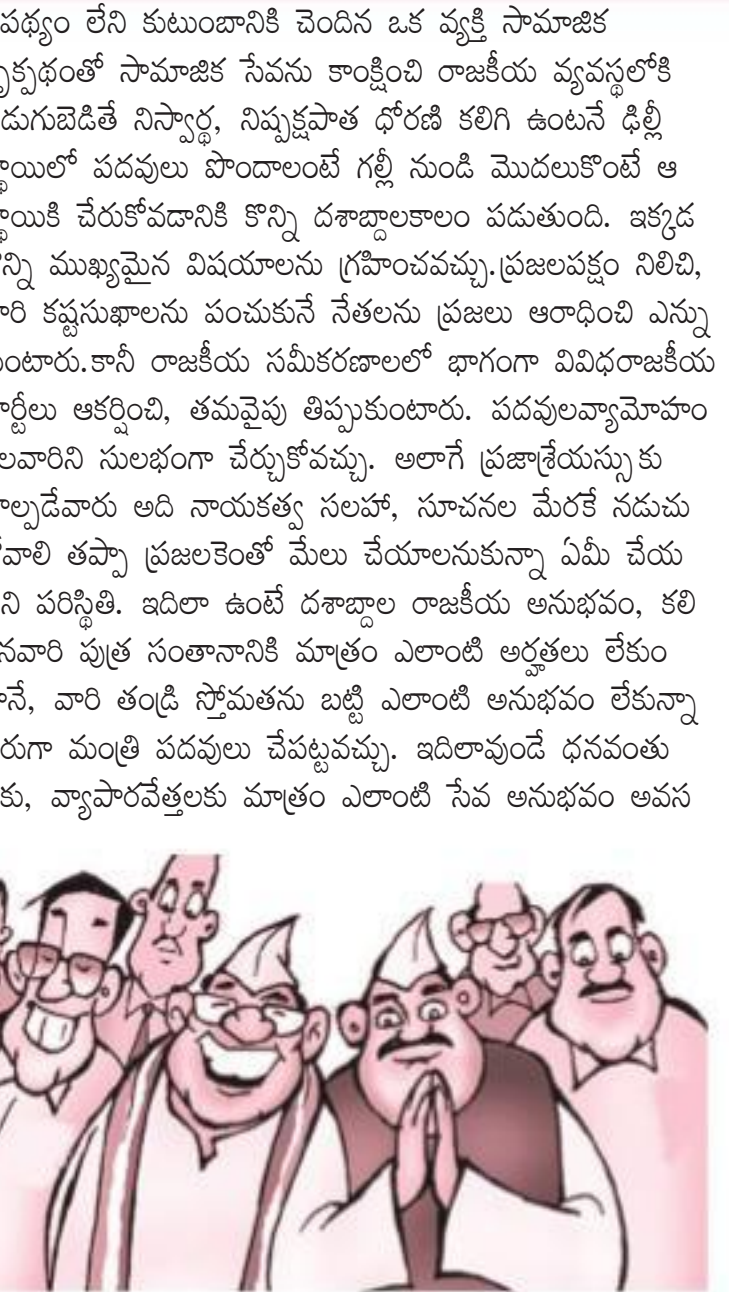 పథ్యం లేని కుటుంబానికి చెందిన ఒక వ్యక్తి సామాజిక
క్పథంతో సామాజిక సేవను కాంక్షించి రాజకీయ వ్యవస్థలోకి
డుగుబెడితే నిస్వార్థ, నిష్పక్షపాత ధోరణి కలిగి ఉంటనే ఢిల్లీ
స్థాయిలో పదవులు పొందాలంటే గల్లీ నుండి మొదలుకొంటే ఆ
స్థాయికి చేరుకోవడానికి కొన్ని దశాబ్దాలకాలం పడుతుంది. ఇక్కడ
న్ని ముఖ్యమైన విషయాలను గ్రహించవచ్చు.ప్రజలపక్షం నిలిచి,
రి కష్టసుఖాలను పంచుకునే నేతలను ప్రజలు ఆరాధించి ఎన్ను
ంటారు.కానీ రాజకీయ సమీకరణాలలో భాగంగా వివిధరాజకీయ
ర్టీలు ఆకర్షించి, తమవైపు తిప్పుకుంటారు. పదవులవ్యామోహం
లవారిని సులభంగా చేర్చుకోవచ్చు. అలాగే ప్రజాశ్రేయస్సుకు
ల్పడేవారు అది నాయకత్వ సలహా, సూచనల మేరకే నడుచు
వాలి తప్పా ప్రజలకెంతో మేలు చేయాలనుకున్నా ఏమీ చేయ
ని పరిస్థితి. ఇదిలా ఉంటే దశాబ్దాల రాజకీయ అనుభవం, కలి
నవారి పుత్ర సంతానానికి మాత్రం ఎలాంటి అర్హతలు లేకుం
నే, వారి తండ్రి స్తోమతను బట్టి ఎలాంటి అనుభవం లేకున్నా
రుగా మంత్రి పదవులు చేపట్టవచ్చు. ఇదిలావుండే ధనవంతు
కు, వ్యాపారవేత్తలకు మాత్రం ఎలాంటి సేవ అనుభవం అవస